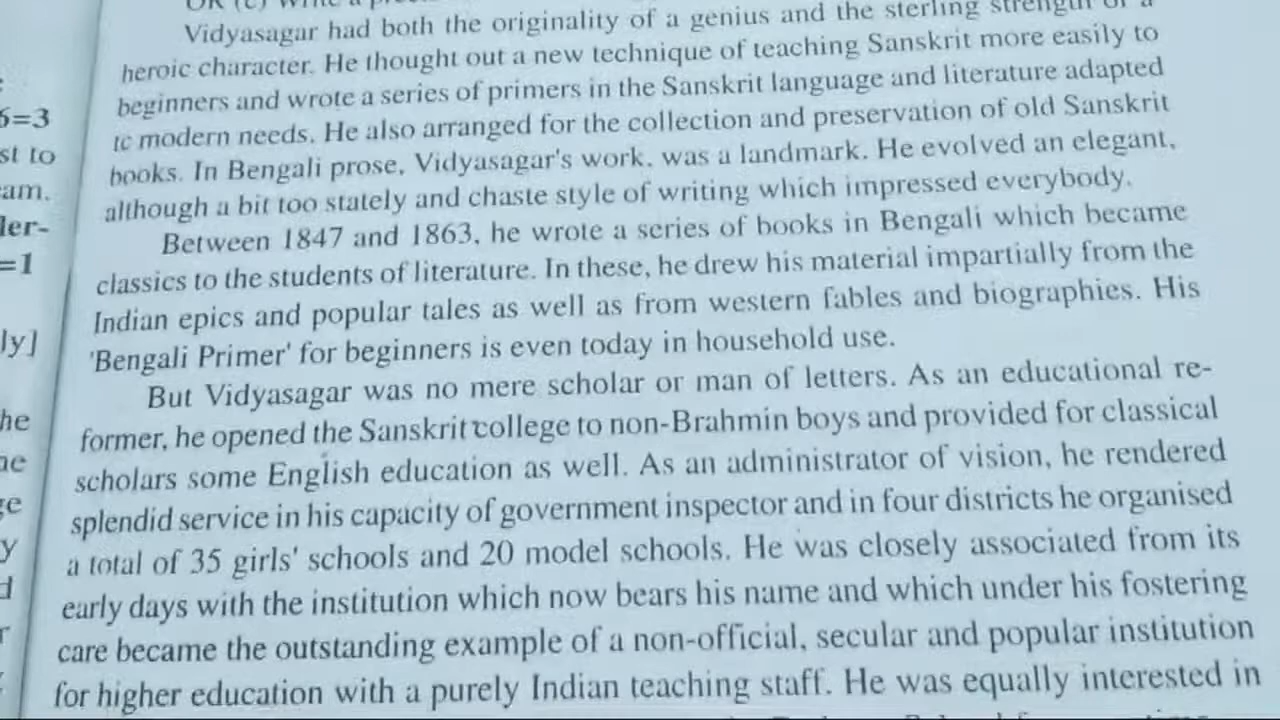 OR (c) Write a
Vidyasagar had both the originality of a genius and the sterling strength of a
heroic character. He thought out a new technique of teaching Sanskrit more easily to
beginners and wrote a series of primers in the Sanskrit language and literature adapted
tc modern needs. He also arranged for the collection and preservation of old Sanskrit
books. In Bengali prose, Vidyasagar's work. was a landmark. He evolved an elegant,
although a bit too stately and chaste style of writing which impressed everybody.
Between 1847 and 1863, he wrote a series of books in Bengali which became
classics to the students of literature. In these, he drew his material impartially from the
Indian epics and popular tales as well as from western fables and biographies. His
'Bengali Primer' for beginners is even today in household use.
But Vidyasagar was no mere scholar or man of letters. As an educational re-
former, he opened the Sanskrit college to non-Brahmin boys and provided for classical
scholars some English education as well. As an administrator of vision, he rendered
splendid service in his capacity of government inspector and in four districts he organised
a total of 35 girls' schools and 20 model schools. He was closely associated from its
early days with the institution which now bears his name and which under his fostering
care became the outstanding example of a non-official, secular and popular institution
for higher education with a purely Indian teaching staff. He was equally interested in